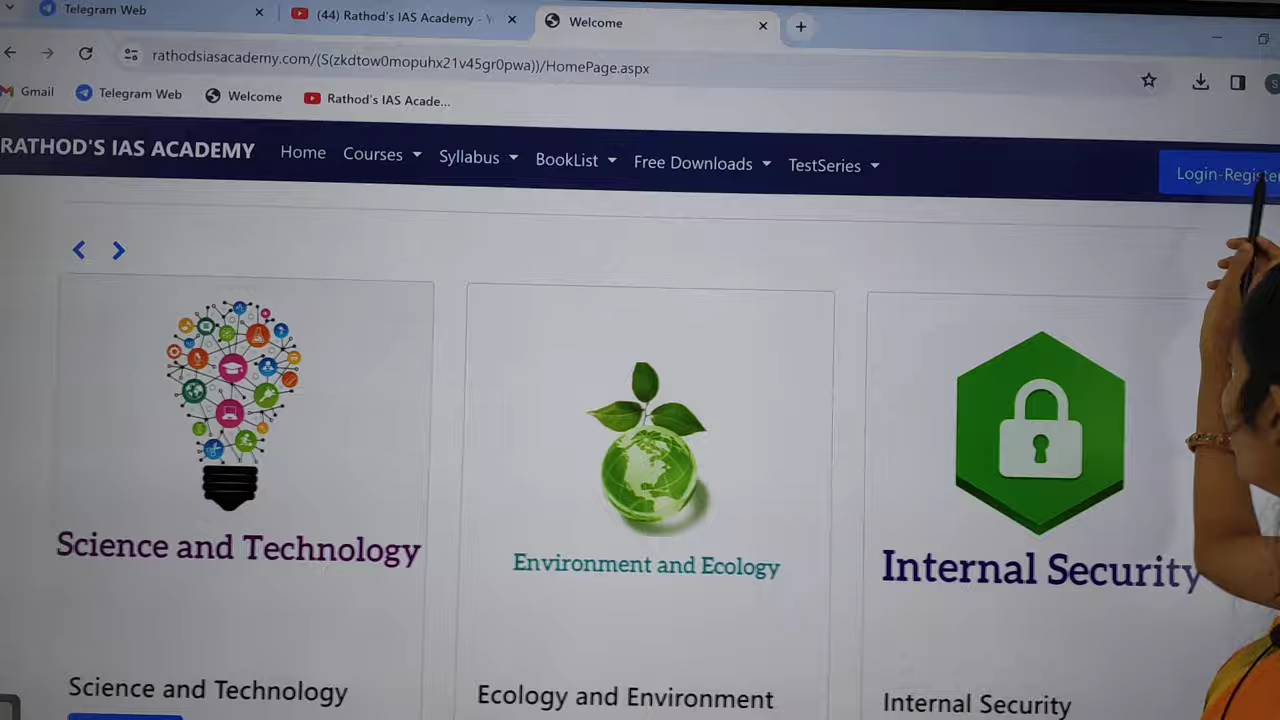 Telegram Web
(44) Rathod's IAS Academy -
Welcome
rathodsiasacademy.com/(S(zkdtow0mopuhx21v45gr0pwa))/HomePage.aspx
Gmail
Telegram Web
Welcome
Rathod's IAS Acade...
RATHOD'S IAS ACADEMY
Home
Courses
Syllabus
BookList
Free Downloads
TestSeries
Login-Register
Science and Technology
Environment and Ecology
Internal Security
Science and Technology
Ecology and Environment
Internal Security